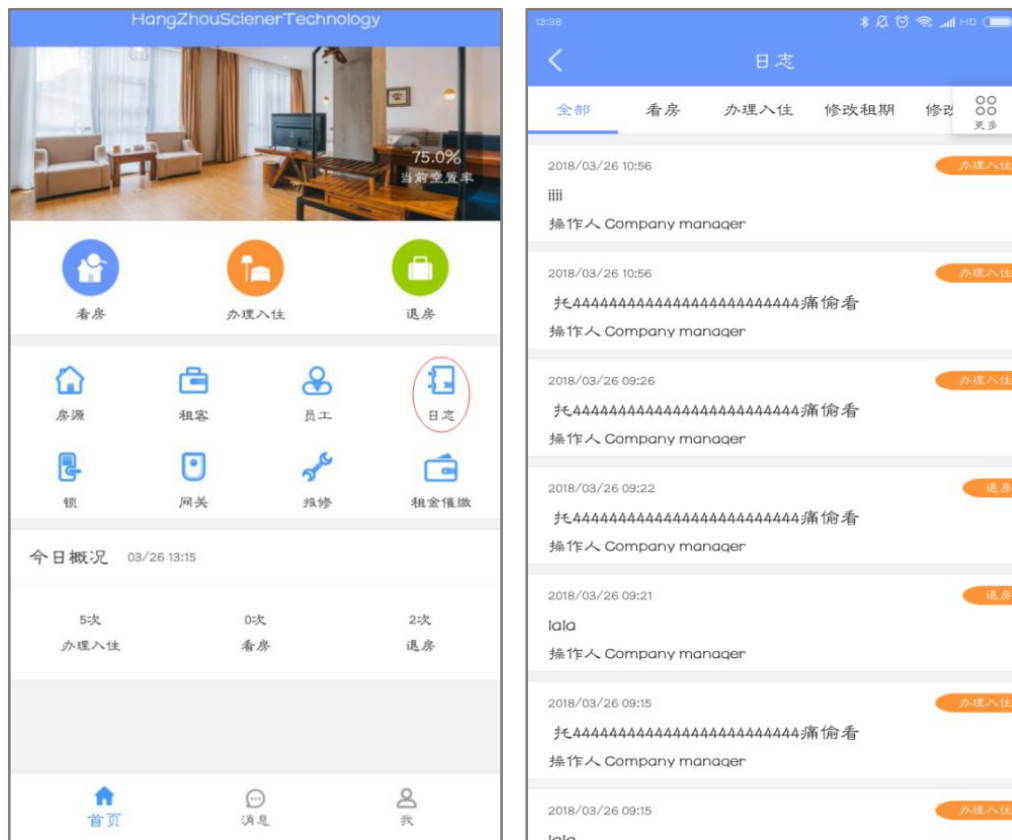 HangZhouScienerTechnology
75.0%
当前空置率
看房 办理入住 退房
房源 租客 员工 日志
锁 网关 报修 租金催缴
今日概况 03/26 13:15
5次 0次 2次
办理入住 看房 退房
首页 消息 我
13:38 HD
日志
全部 看房 办理入住 修改租期 修改 更多
2018/03/26 10:56 办理入住
iiii
操作人 Company manager
2018/03/26 10:56 办理入住
托4444444444444444444444444痛偷看
操作人 Company manager
2018/03/26 09:26 办理入住
托4444444444444444444444444痛偷看
操作人 Company manager
2018/03/26 09:22 退房
托4444444444444444444444444痛偷看
操作人 Company manager
2018/03/26 09:21 退房
lala
操作人 Company manager
2018/03/26 09:15 办理入住
托4444444444444444444444444痛偷看
操作人 Company manager
2018/03/26 09:15 办理入住
lala